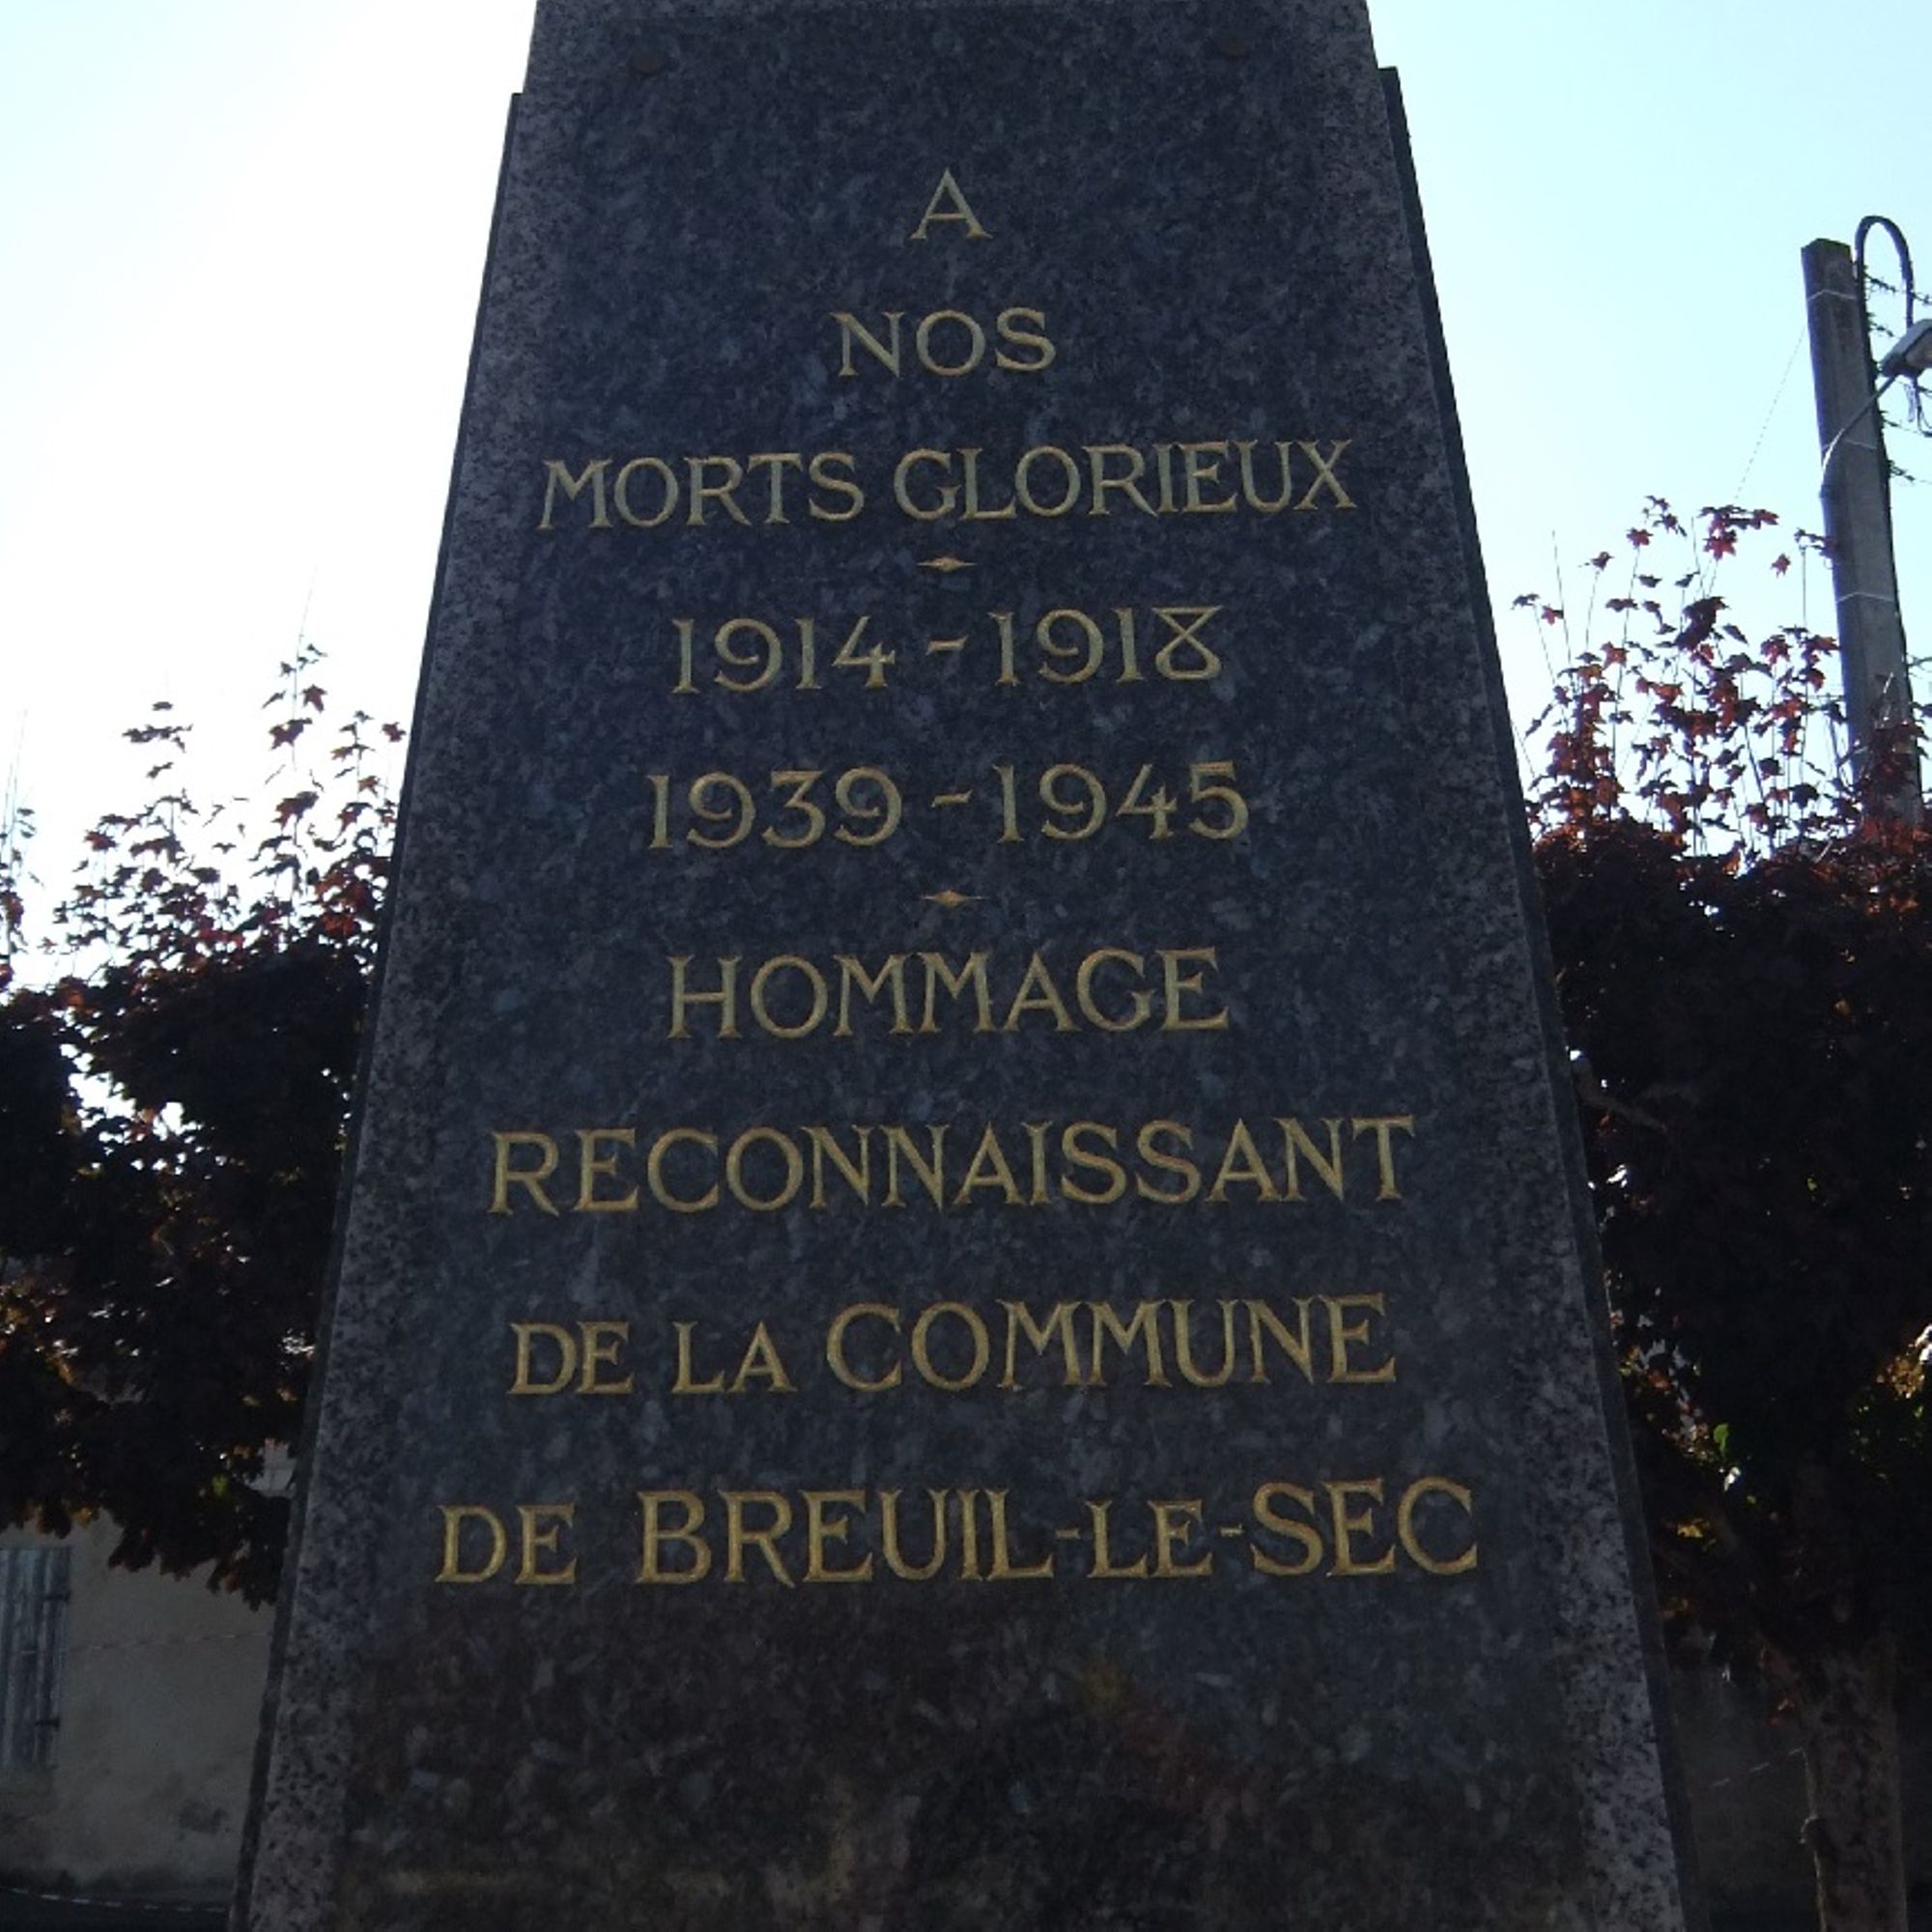 A
NOS
MORTS GLORIEUX
1914-1918
1939-1945
HOMMAGE
RECONNAISSANT
DE LA COMMUNE
DE BREUIL-LE-SEC